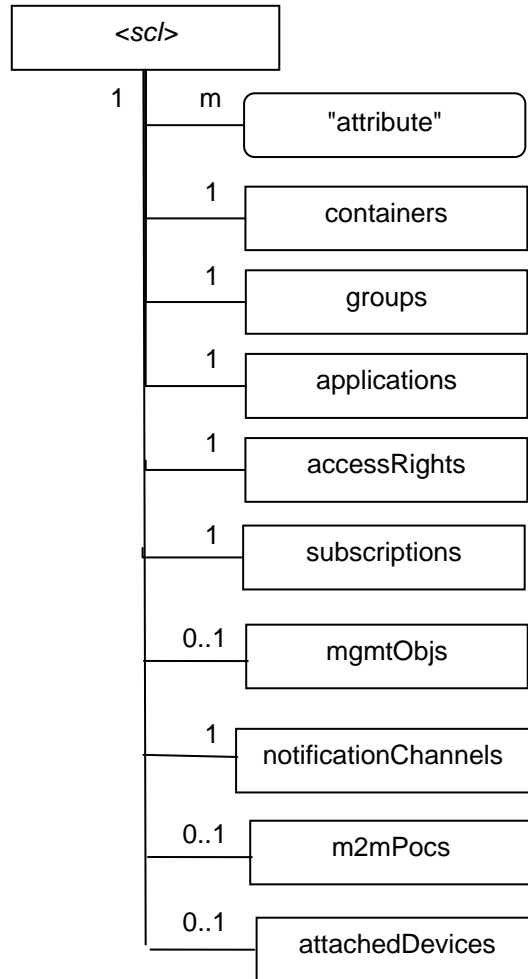 <scl>
1 m
"attribute"
1
containers
1
groups
1
applications
1
accessRights
1
subscriptions
0..1
mgmtObjs
1
notificationChannels
0..1
m2mPocs
0..1
attachedDevices